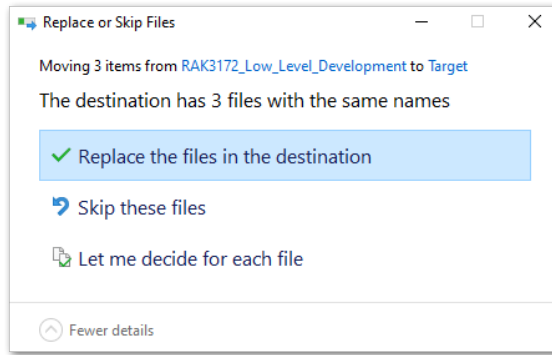 Replace or Skip Files
Moving 3 items from RAK3172_Low_Level_Development to Target
The destination has 3 files with the same names
Replace the files in the destination
Skip these files
Let me decide for each file
Fewer details